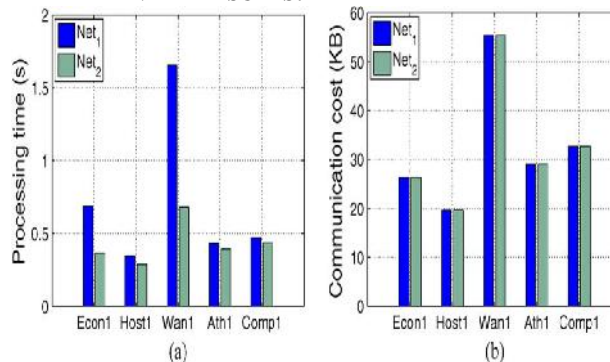 2
1.5
1
0.5
0
Processing time (s)
Net1
Net2
Econ1 Host1 Wan1 Ath1 Comp1
(a)
60
50
40
30
20
10
0
Communication cost (KB)
Net1
Net2
Econ1 Host1 Wan1 Ath1 Comp1
(b)